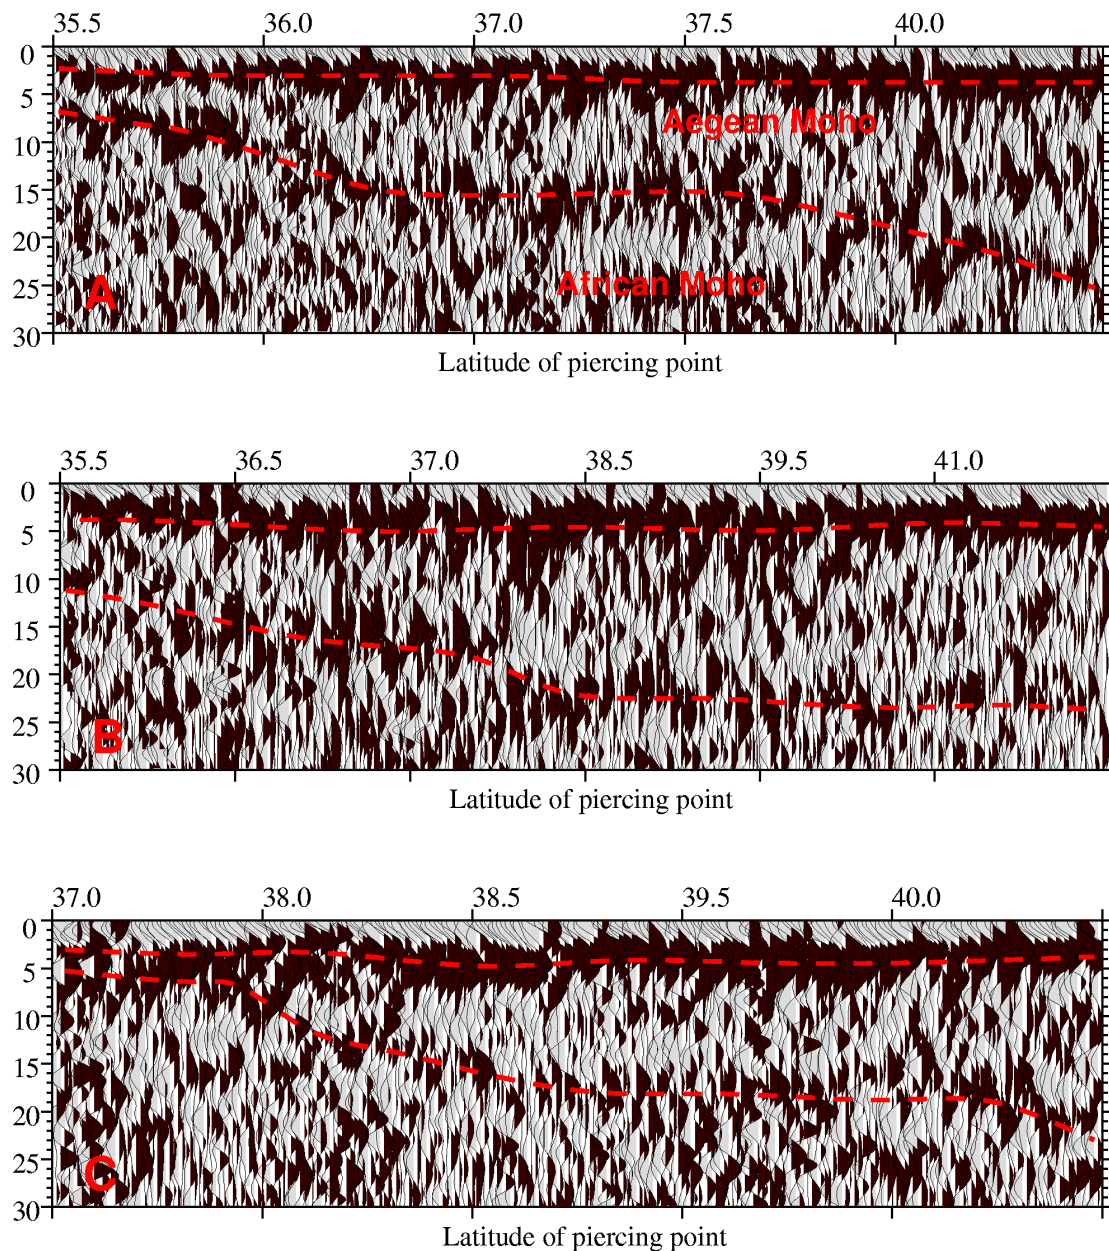 35.5 36.0 37.0 37.5 40.0
0
5
Aegean Moho
10
15
20
25
African Moho
A
30
Latitude of piercing point
35.5 36.5 37.0 38.5 39.5 41.0
0
5
10
15
20
25
B
30
Latitude of piercing point
37.0 38.0 38.5 39.5 40.0
0
5
10
15
20
25
C
30
Latitude of piercing point